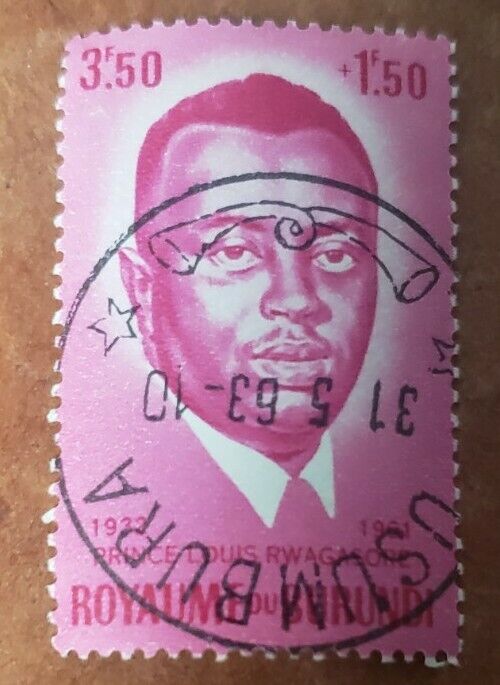 3F50 +1F50
1932 1961
PRINCE LOUIS RWAGASORE
ROYAUME DU BURUNDI
USUMBURA
31 5 63-10